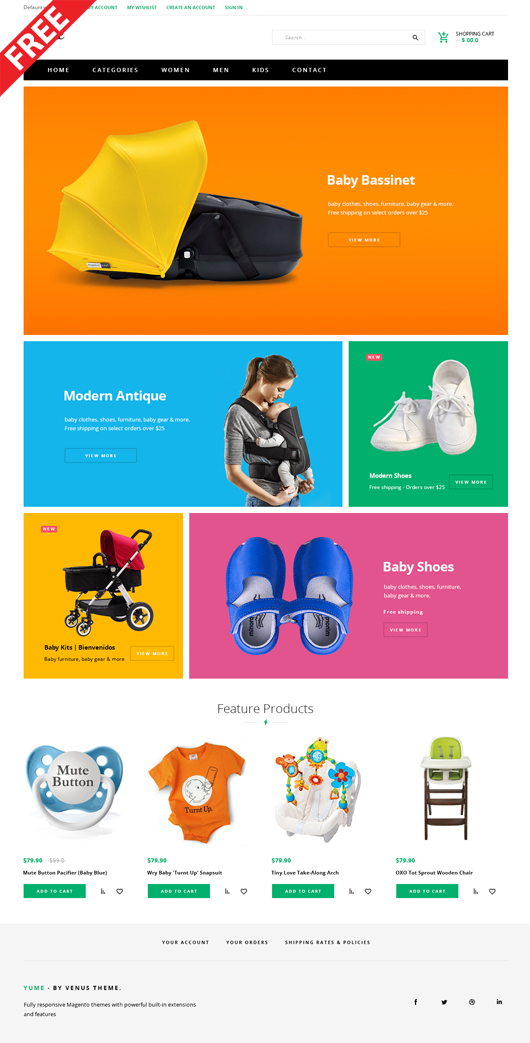 FREE
MY WISHLIST
CREATE AN ACCOUNT
SIGN IN
Search...
SHOPPING CART
$ 00.0
HOME
CATEGORIES
WOMEN
MEN
KIDS
CONTACT
Baby Bassinet
baby clothes, shoes, furniture, baby gear & more.
Free shipping on select orders over $25
VIEW MORE
Modern Antique
baby clothes, shoes, furniture, baby gear & more.
Free shipping on select orders over $25
VIEW MORE
NEW
Modern Shoes
Free shipping - Orders over $25
VIEW MORE
NEW
Baby Kits | Bienvenidos
Baby furniture, baby gear & more
VIEW MORE
Baby Shoes
baby clothes, shoes, furniture,
baby gear & more.
Free shipping
VIEW MORE
Feature Products
Mute
Button
Turnt Up.
$79.90
$89.0
Mute Button Pacifier (Baby Blue)
ADD TO CART
$79.90
Wry Baby 'Turnt Up' Snapsuit
ADD TO CART
$79.90
Tiny Love Take-Along Arch
ADD TO CART
$79.90
OXO Tot Sprout Wooden Chair
ADD TO CART
YOUR ACCOUNT
YOUR ORDERS
SHIPPING RATES & POLICIES
YUME - BY VENUS THEME.
Fully responsive Magento themes with powerful built-in extensions
and features